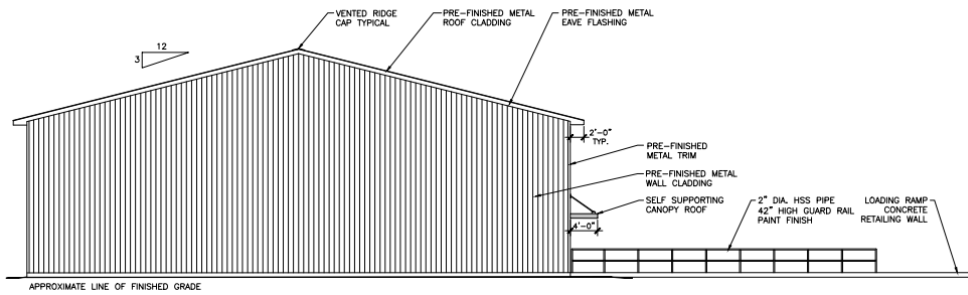 VENTED RIDGE
CAP TYPICAL
PRE-FINISHED METAL
ROOF CLADDING
PRE-FINISHED METAL
EAVE FLASHING
12
3
2'-0"
TYP.
PRE-FINISHED
METAL TRIM
PRE-FINISHED METAL
WALL CLADDING
SELF SUPPORTING
CANOPY ROOF
4'-0"
2" DIA. HSS PIPE
42" HIGH GUARD RAIL
PAINT FINISH
LOADING RAMP
CONCRETE
RETAILING WALL
APPROXIMATE LINE OF FINISHED GRADE